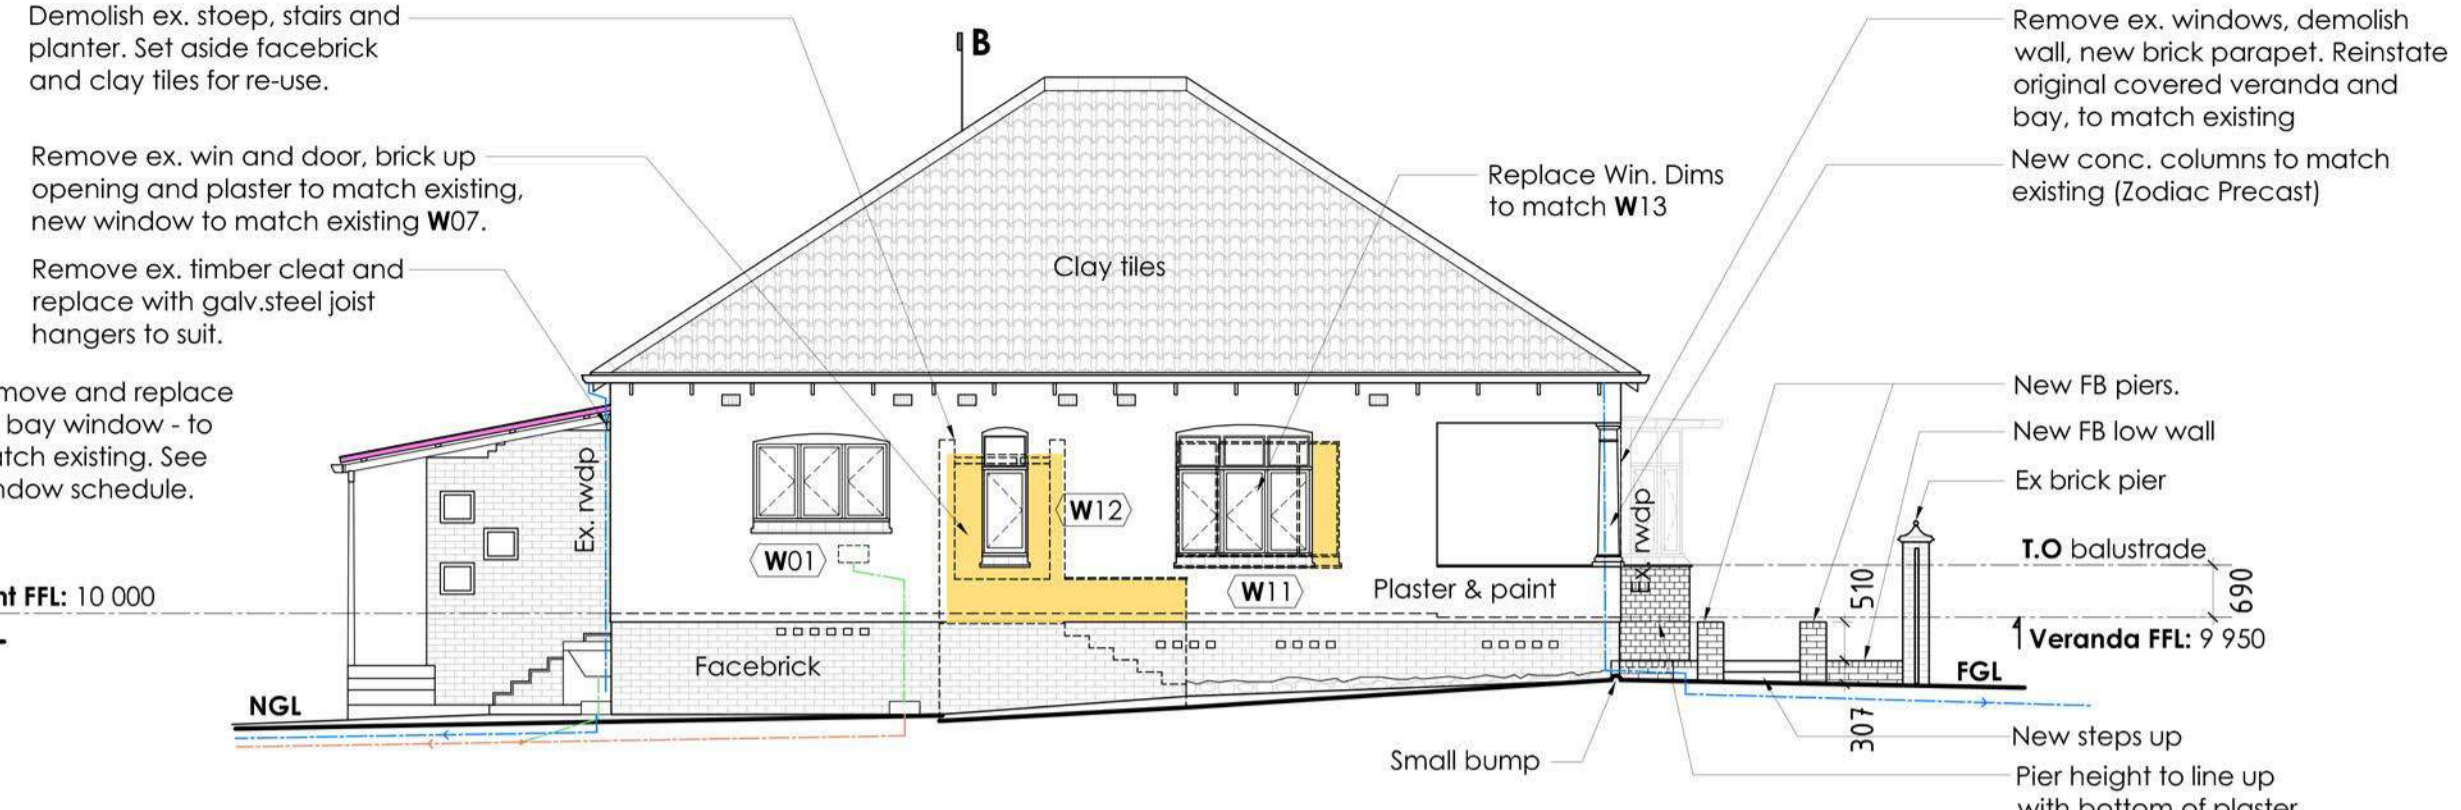 Demolish ex. stoep, stairs and
planter. Set aside facebrick
and clay tiles for re-use.
Remove ex. win and door, brick up
opening and plaster to match existing,
new window to match existing W07.
Remove ex. timber cleat and
replace with galv.steel joist
hangers to suit.
move and replace
bay window - to
atch existing. See
ndow schedule.
nt FFL: 10 000
NGL
B
Clay tiles
Replace Win. Dims
to match W13
Ex. rwdp
W01
W12
W11
Plaster & paint
Facebrick
Ex. rwdp
Small bump
Remove ex. windows, demolish
wall, new brick parapet. Reinstate
original covered veranda and
bay, to match existing
New conc. columns to match
existing (Zodiac Precast)
New FB piers.
New FB low wall
Ex brick pier
T.O balustrade
510
690
Veranda FFL: 9 950
FGL
307
New steps up
Pier height to line up
with bottom of plaster